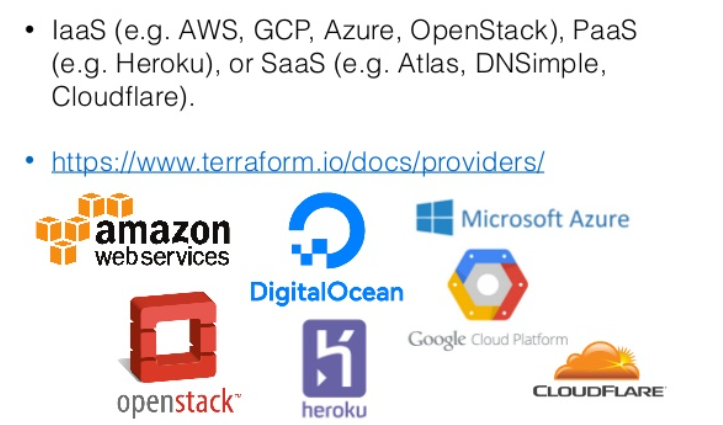 • IaaS (e.g. AWS, GCP, Azure, OpenStack), PaaS
(e.g. Heroku), or SaaS (e.g. Atlas, DNSimple,
Cloudflare).
• https://www.terraform.io/docs/providers/
amazon
webservices
DigitalOcean
Microsoft Azure
Google Cloud Platform
openstack™
heroku
CLOUDFLARE